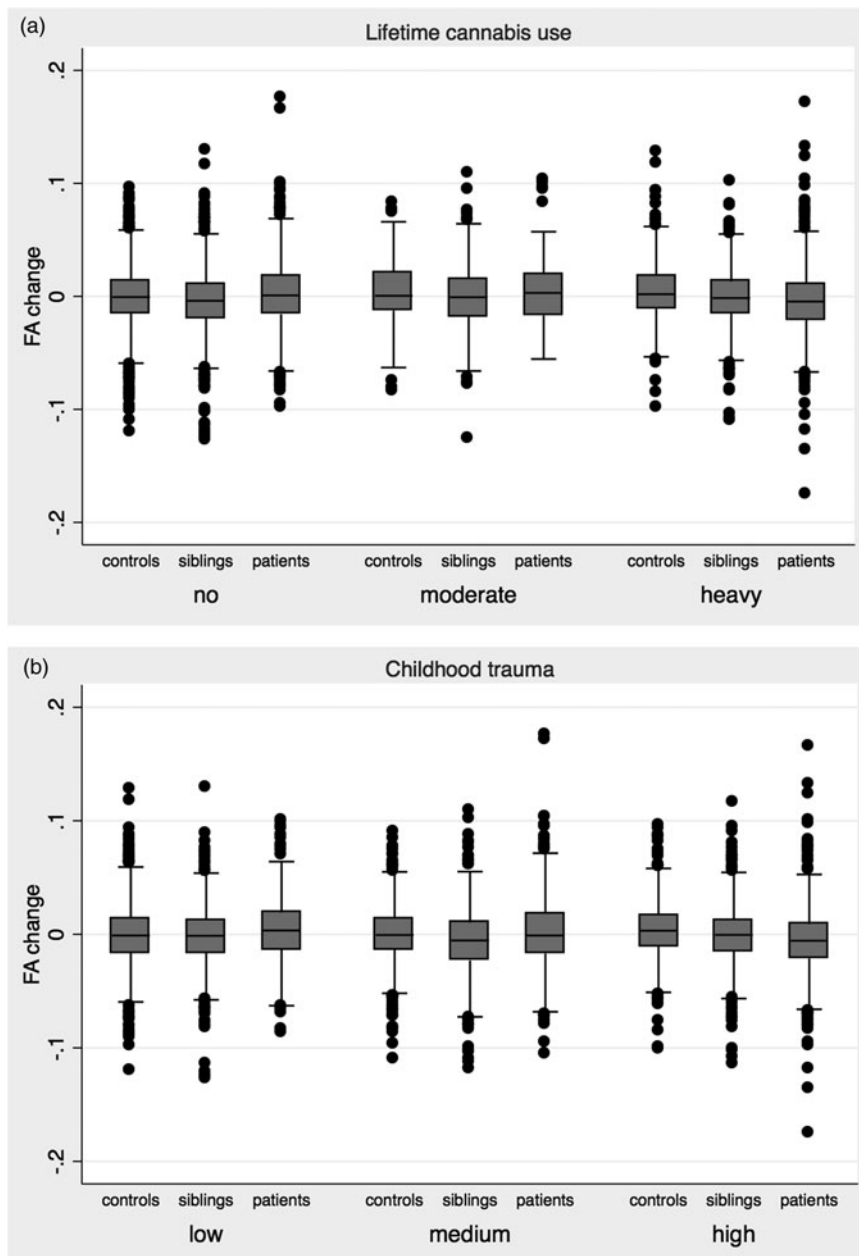 (a)
Lifetime cannabis use
FA change
.2
.1
0
-.1
-.2
controls siblings patients controls siblings patients controls siblings patients
no moderate heavy
(b)
Childhood trauma
FA change
.2
.1
0
-.1
-.2
controls siblings patients controls siblings patients controls siblings patients
low medium high